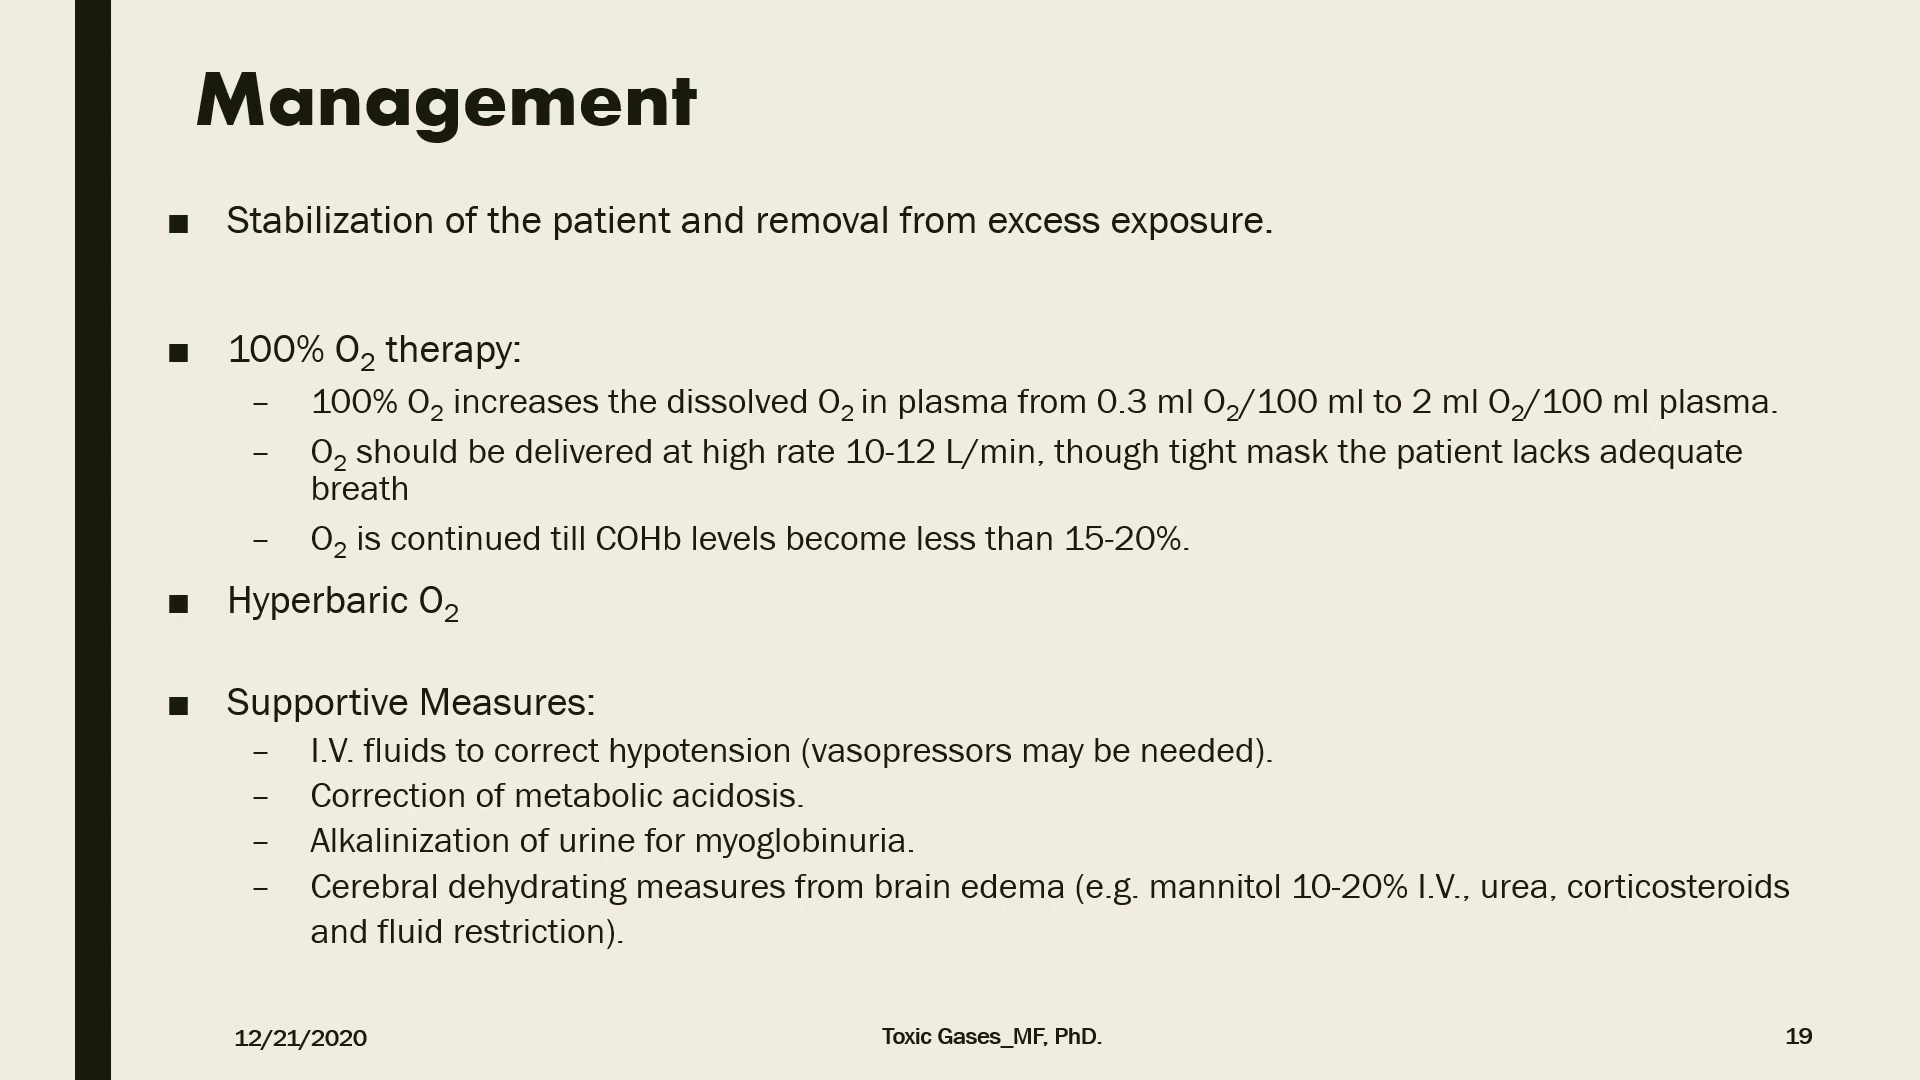 Management
■ Stabilization of the patient and removal from excess exposure.
■ 100% O₂ therapy:
– 100% O₂ increases the dissolved O₂ in plasma from 0.3 ml O₂/100 ml to 2 ml O₂/100 ml plasma.
– O₂ should be delivered at high rate 10-12 L/min, though tight mask the patient lacks adequate
breath
– O₂ is continued till COHb levels become less than 15-20%.
■ Hyperbaric O₂
■ Supportive Measures:
– I.V. fluids to correct hypotension (vasopressors may be needed).
– Correction of metabolic acidosis.
– Alkalinization of urine for myoglobinuria.
– Cerebral dehydrating measures from brain edema (e.g. mannitol 10-20% I.V., urea, corticosteroids
and fluid restriction).
12/21/2020
Toxic Gases_MF, PhD.
19